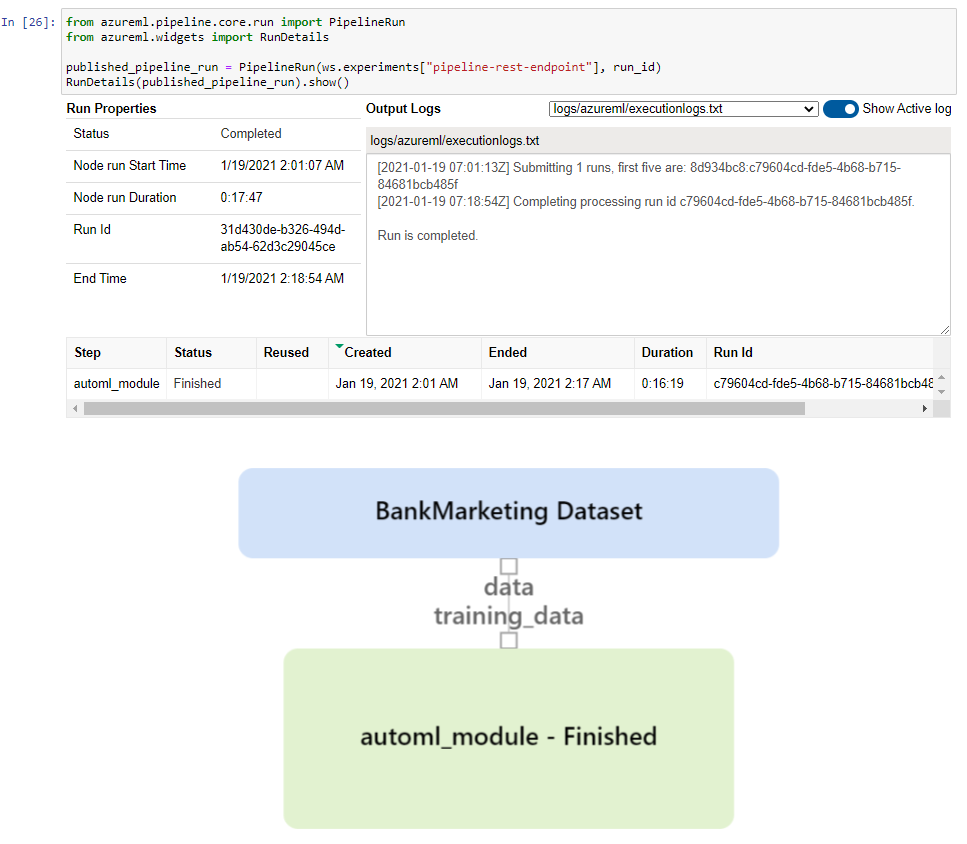 In [26]:
from azureml.pipeline.core.run import PipelineRun
from azureml.widgets import RunDetails
published_pipeline_run = PipelineRun(ws.experiments["pipeline-rest-endpoint"], run_id)
RunDetails(published_pipeline_run).show()
Run Properties
Status Completed
Node run Start Time 1/19/2021 2:01:07 AM
Node run Duration 0:17:47
Run Id 31d430de-b326-494d-
ab54-62d3c29045ce
End Time 1/19/2021 2:18:54 AM
Output Logs logs/azureml/executionlogs.txt Show Active log
logs/azureml/executionlogs.txt
[2021-01-19 07:01:13Z] Submitting 1 runs, first five are: 8d934bc8:c79604cd-fde5-4b68-b715-
84681bcb485f
[2021-01-19 07:18:54Z] Completing processing run id c79604cd-fde5-4b68-b715-84681bcb485f.
Run is completed.
Step Status Reused Created Ended Duration Run Id
automl_module Finished Jan 19, 2021 2:01 AM Jan 19, 2021 2:17 AM 0:16:19 c79604cd-fde5-4b68-b715-84681bcb48
BankMarketing Dataset
data
training_data
automl_module - Finished